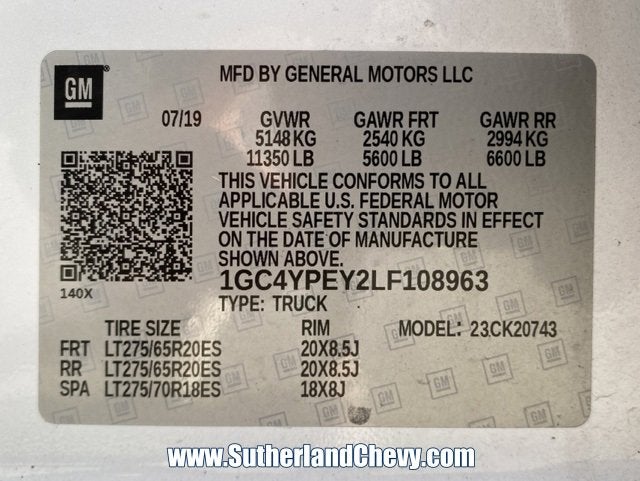 GM
MFD BY GENERAL MOTORS LLC
07/19 GVWR GAWR FRT GAWR RR
5148 KG 2540 KG 2994 KG
11350 LB 5600 LB 6600 LB
THIS VEHICLE CONFORMS TO ALL
APPLICABLE U.S. FEDERAL MOTOR
VEHICLE SAFETY STANDARDS IN EFFECT
ON THE DATE OF MANUFACTURE
SHOWN ABOVE.
140X
1GC4YPEY2LF108963
TYPE: TRUCK
TIRE SIZE RIM MODEL: 23.CK20743
FRT LT275/65R20ES 20X8.5J
RR LT275/65R20ES 20X8.5J
SPA LT275/70R18ES 18X8J
www.SutherlandChevy.com